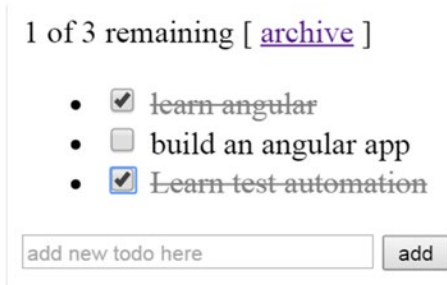 1 of 3 remaining [ archive ]
learn angular
build an angular app
Learn test automation
add new todo here add